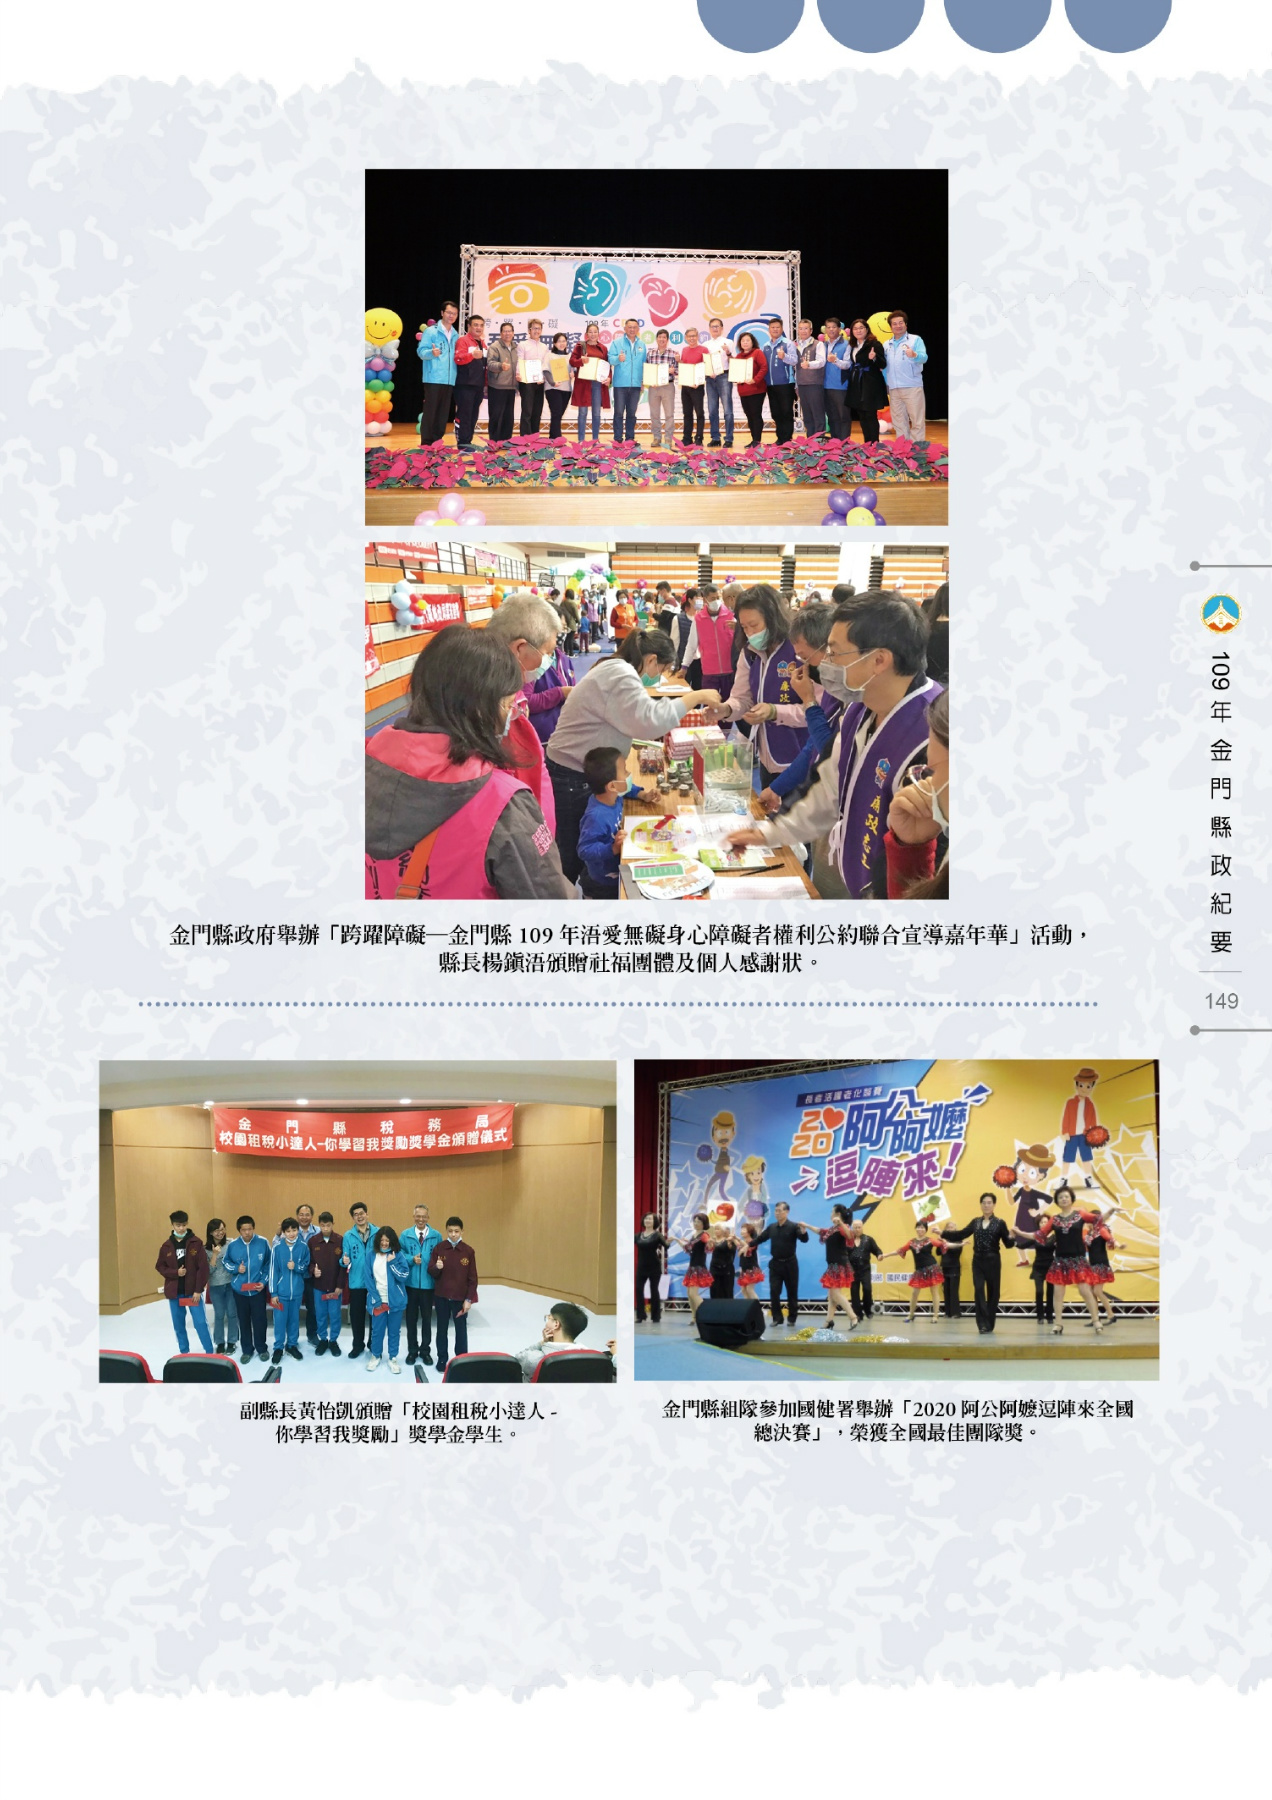 金門縣政府舉辦「跨躍障礙─金門縣 109 年浯愛無礙身心障礙者權利公約聯合宣導嘉年華」活動，
縣長楊鎮浯頒贈社福團體及個人感謝狀。
金門縣稅務局
校園租稅小達人-你學習我獎勵獎學金頒贈儀式
長者活躍老化競賽
2020 阿公阿嬤
逗陣來！
副縣長黃怡凱頒贈「校園租稅小達人 -
你學習我獎勵」獎學金學生。
金門縣組隊參加國健署舉辦「2020 阿公阿嬤逗陣來全國
總決賽」，榮獲全國最佳團隊獎。
109年金門縣政紀要
149